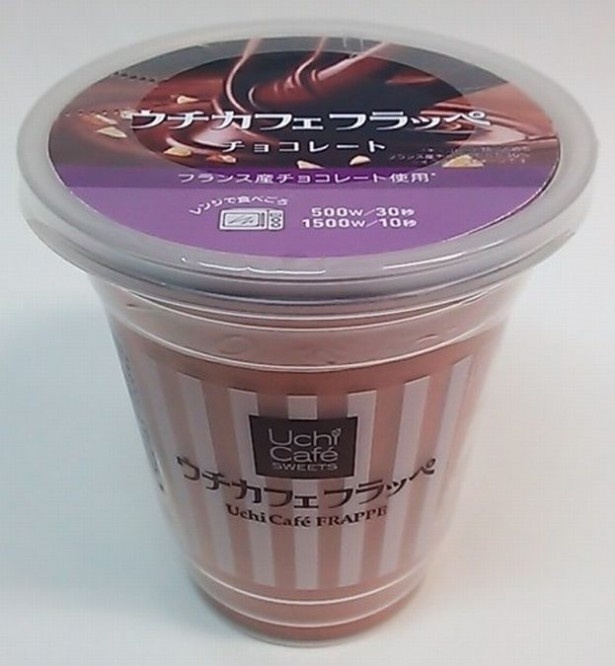 ウチカフェフラッペ
チョコレート
フランス産チョコレート使用*
レンジで食べごろ
500W/30秒
1500W/10秒
Uchi
Café
SWEETS
ウチカフェフラッペ
Uchi Café FRAPPE